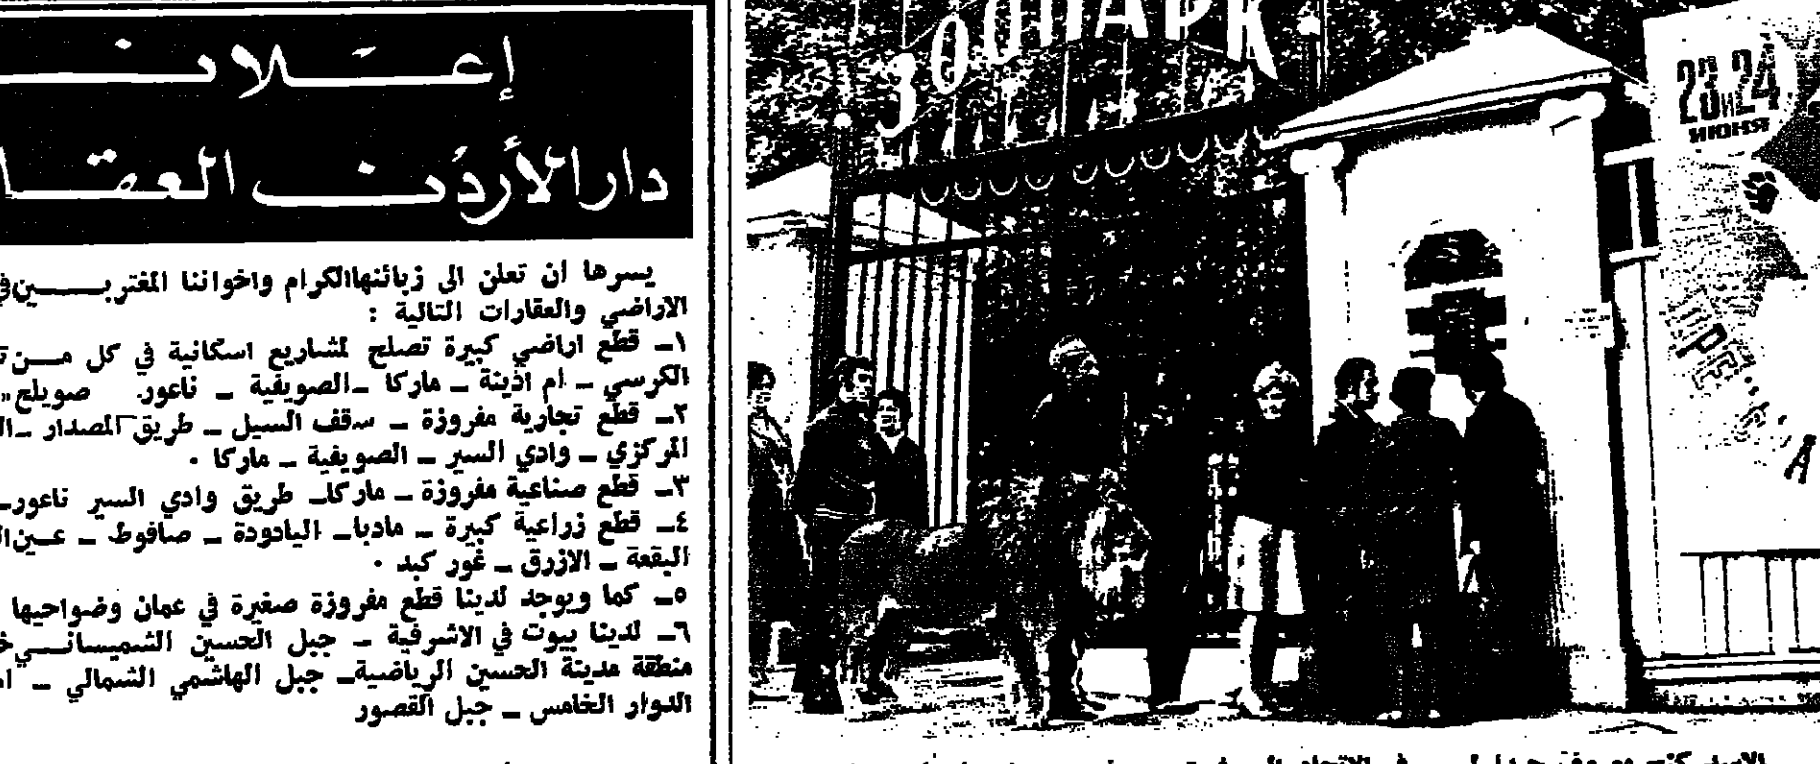 إعلان
دار الأردن العقا
يسرها ان تعلن الى زبائنها الكرام واخواننا المغتربين في
الاراضي والعقارات التالية :
١ـ قطع اراضي كبيرة تصلح لمشاريع اسكانية في كل من
الكرسي ـ ام اذينة ـ ماركا ـ الصويفية ـ ناعور. صويلح
٢ـ قطع تجارية مفروزة ـ سقف السيل ـ طريق المصدار ـ
المركزي ـ وادي السير ـ الصويفية ـ ماركا .
٣ـ قطع صناعية مفروزة ـ ماركا ـ طريق وادي السير ناعور ـ
٤ـ قطع زراعية كبيرة ـ مادبا ـ اليادودة ـ صافوط ـ عين
البقعة ـ الازرق ـ غور كبد .
٥ـ كما ويوجد لدينا قطع مفروزة صغيرة في عمان وضواحيها
٦ـ لدينا بيوت في الاشرفية ـ جبل الحسين الشميساني
منطقة مدينة الحسين الرياضية ـ جبل الهاشمي الشمالي ـ
الدوار الخامس ـ جبل القصور
ЗООПАРК
23 и 24
ИЮНЯ